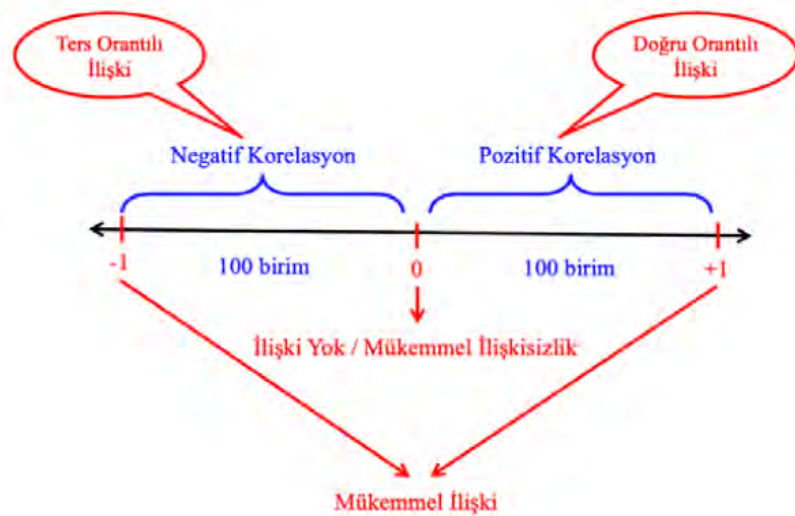 Ters Orantılı
İlişki
Doğru Orantılı
İlişki
Negatif Korelasyon
Pozitif Korelasyon
-1
100 birim
0
100 birim
+1
İlişki Yok / Mükemmel İlişkisizlik
Mükemmel İlişki